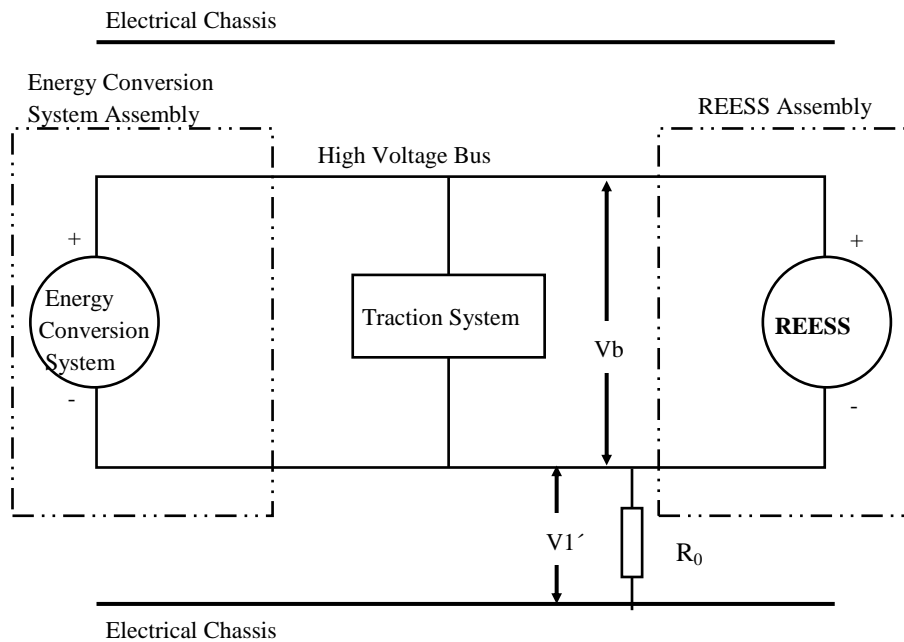 Electrical Chassis
Energy Conversion
System Assembly
REESS Assembly
High Voltage Bus
+
+
Energy
Conversion
System
Traction System
Vb
REESS
-
-
V1´
R₀
Electrical Chassis